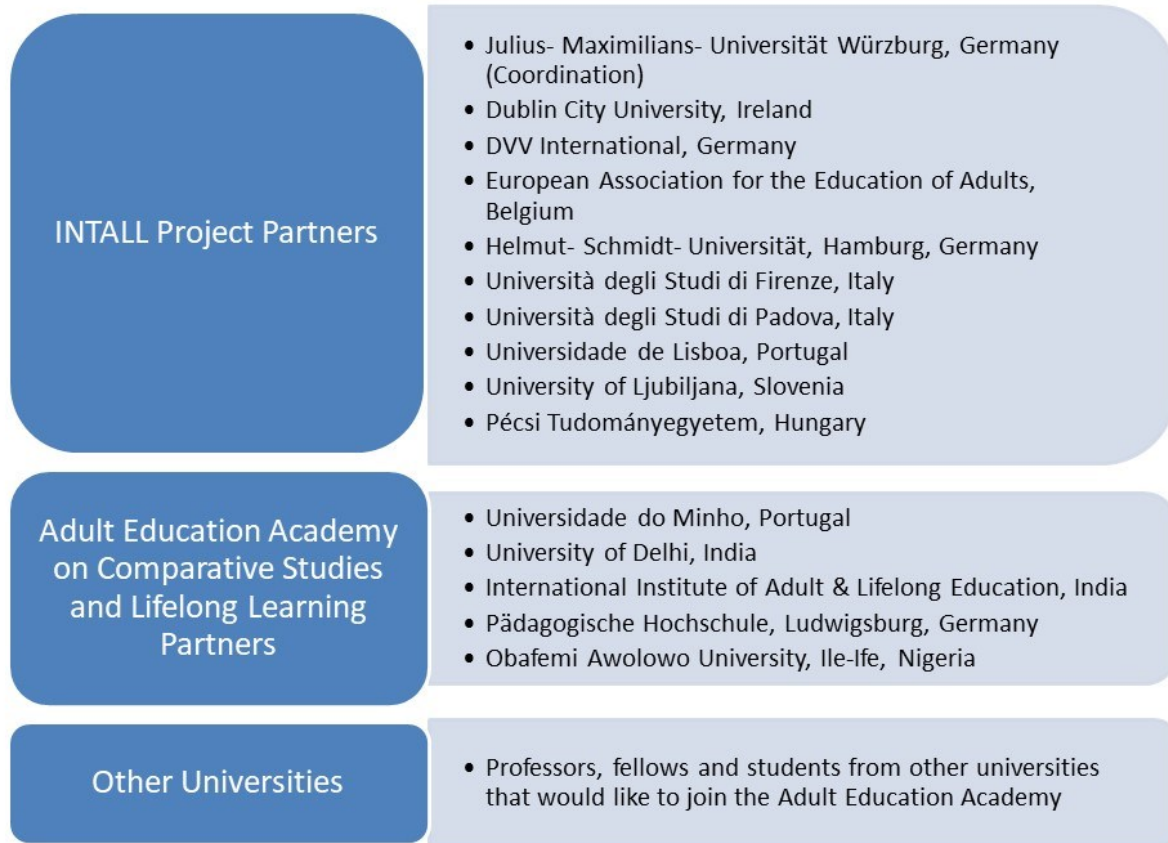 INTALL Project Partners
• Julius- Maximilians- Universität Würzburg, Germany
(Coordination)
• Dublin City University, Ireland
• DVV International, Germany
• European Association for the Education of Adults,
Belgium
• Helmut- Schmidt- Universität, Hamburg, Germany
• Università degli Studi di Firenze, Italy
• Università degli Studi di Padova, Italy
• Universidade de Lisboa, Portugal
• University of Ljubiljana, Slovenia
• Pécsi Tudományegyetem, Hungary
Adult Education Academy
on Comparative Studies
and Lifelong Learning
Partners
• Universidade do Minho, Portugal
• University of Delhi, India
• International Institute of Adult & Lifelong Education, India
• Pädagogische Hochschule, Ludwigsburg, Germany
• Obafemi Awolowo University, Ile-Ife, Nigeria
Other Universities
• Professors, fellows and students from other universities
that would like to join the Adult Education Academy